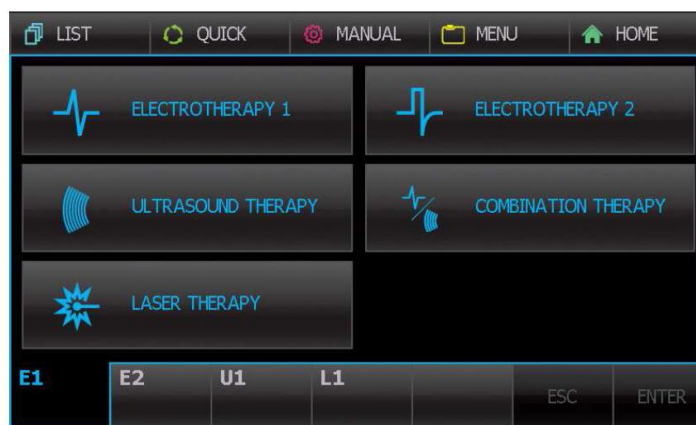 LIST QUICK MANUAL MENU HOME
ELECTROTHERAPY 1 ELECTROTHERAPY 2
ULTRASOUND THERAPY COMBINATION THERAPY
LASER THERAPY
E1 E2 U1 L1 ESC ENTER